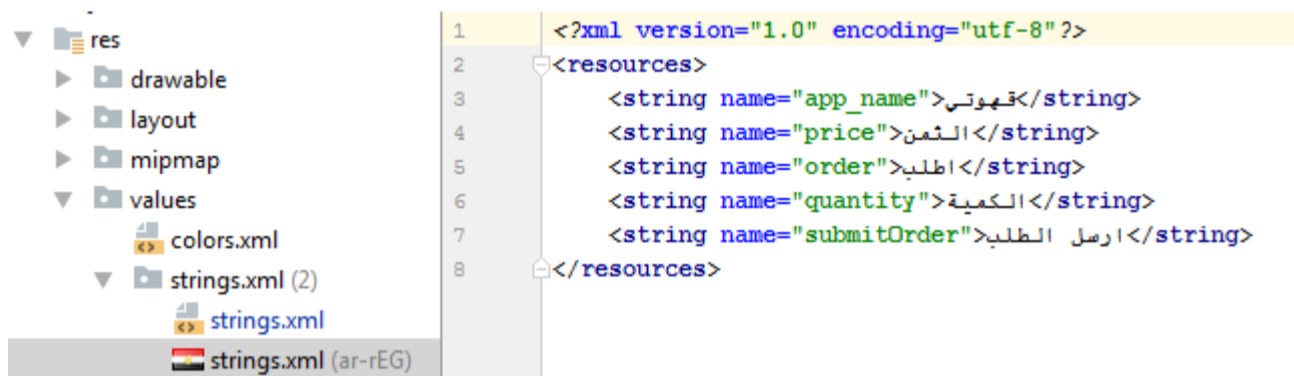 res
drawable
layout
mipmap
values
colors.xml
strings.xml (2)
strings.xml
strings.xml (ar-rEG)
1 <?xml version="1.0" encoding="utf-8"?>
2 <resources>
3 <string name="app_name">قهوتي</string>
4 <string name="price">الثمن</string>
5 <string name="order">اطلب</string>
6 <string name="quantity">الكمية</string>
7 <string name="submitOrder">ارسل الطلب</string>
8 </resources>